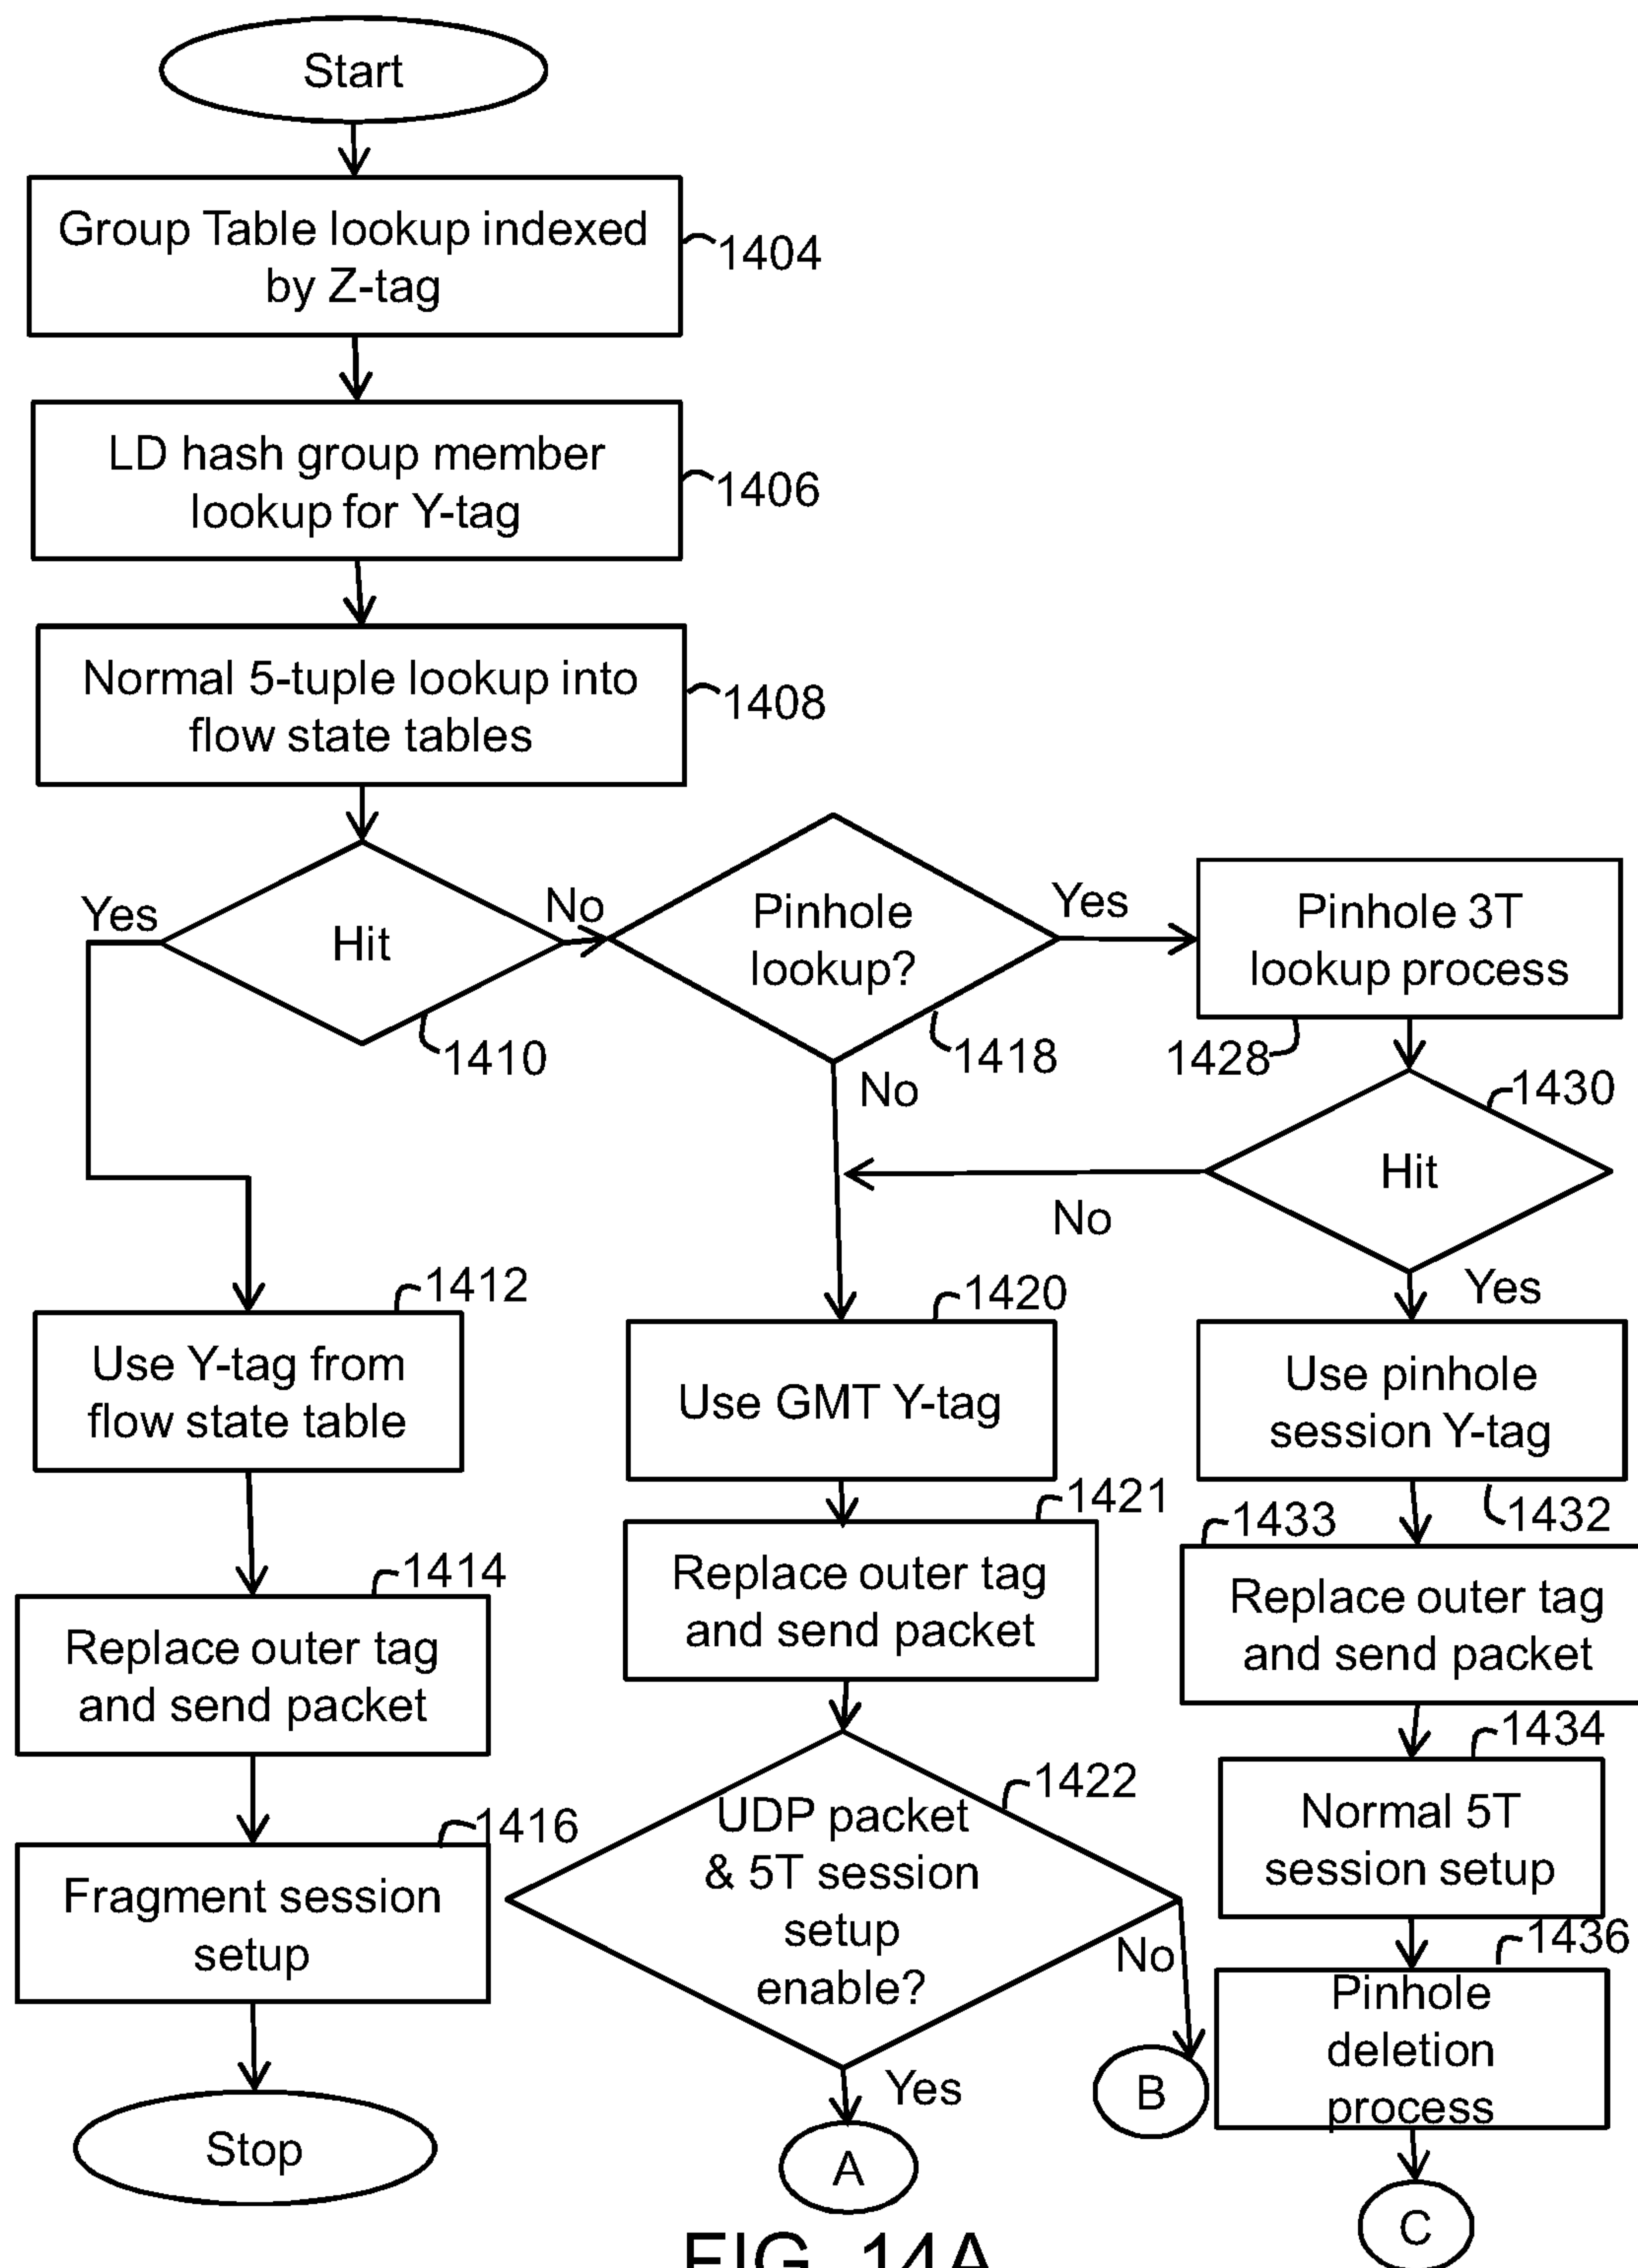 Start
Group Table lookup indexed
by Z-tag
1404
LD hash group member
lookup for Y-tag
1406
Normal 5-tuple lookup into
flow state tables
1408
Hit
Yes
No
1410
Pinhole
lookup?
Yes
No
1418
Pinhole 3T
lookup process
1428
Hit
1430
No
Yes
1412
Use Y-tag from
flow state table
1420
Use GMT Y-tag
Use pinhole
session Y-tag
1432
1414
Replace outer tag
and send packet
1421
Replace outer tag
and send packet
1433
Replace outer tag
and send packet
1416
Fragment session
setup
1422
UDP packet
& 5T session
setup
enable?
No
Yes
1434
Normal 5T
session setup
1436
Pinhole
deletion
process
Stop
A
B
C
FIG. 14A